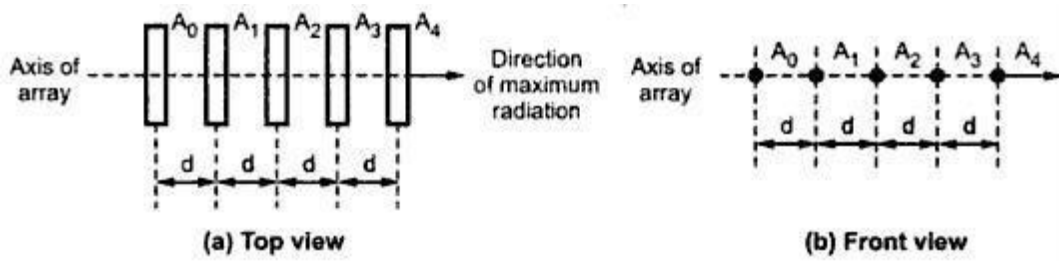 A0 A1 A2 A3 A4
Axis of
array
Direction
of maximum
radiation
d d d d
(a) Top view
A0 A1 A2 A3 A4
Axis of
array
d d d d
(b) Front view